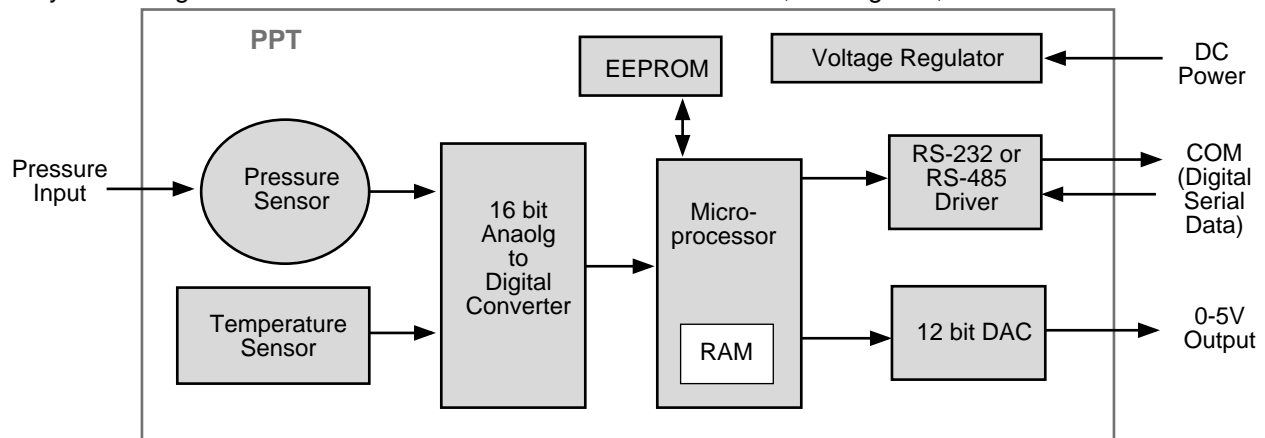 PPT
EEPROM
Voltage Regulator
DC
Power
Pressure
Input
Pressure
Sensor
16 bit
Anaolg
to
Digital
Converter
Micro-
processor
RS-232 or
RS-485
Driver
COM
(Digital
Serial
Data)
Temperature
Sensor
RAM
12 bit DAC
0-5V
Output